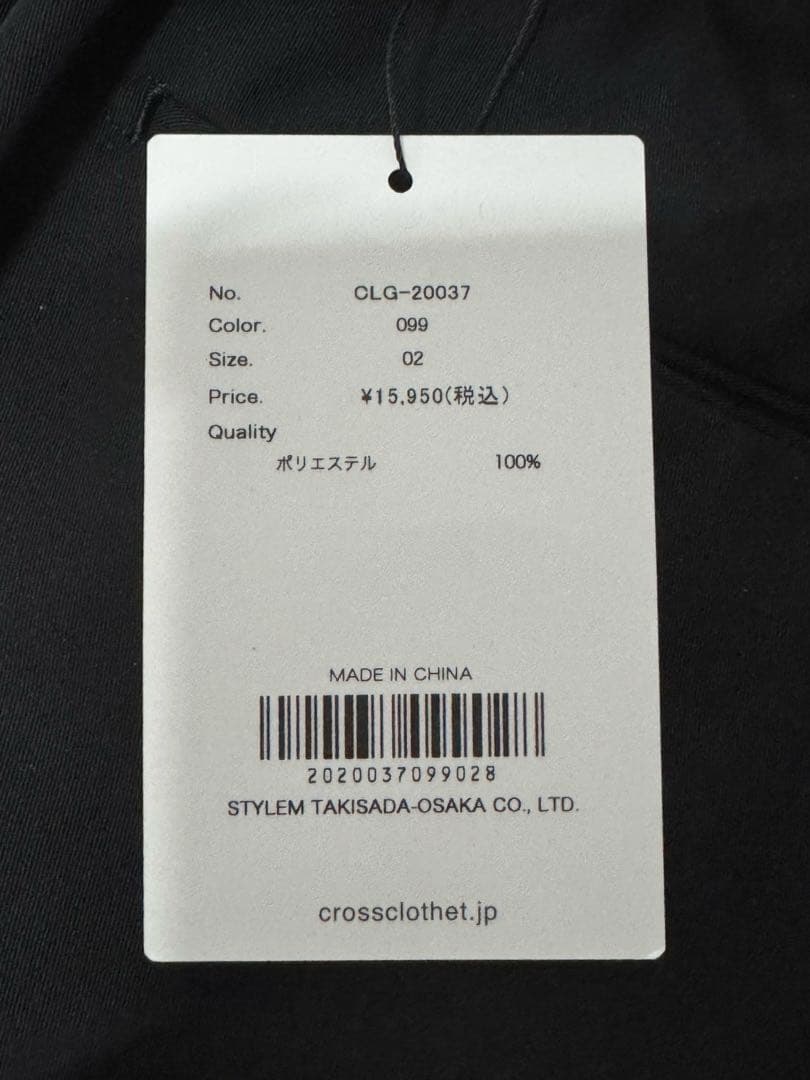 No. CLG-20037
Color. 099
Size. 02
Price. ¥15,950(税込)
Quality
ポリエステル 100%
MADE IN CHINA
2020037099028
STYLEM TAKISADA-OSAKA CO., LTD.
crossclothet.jp